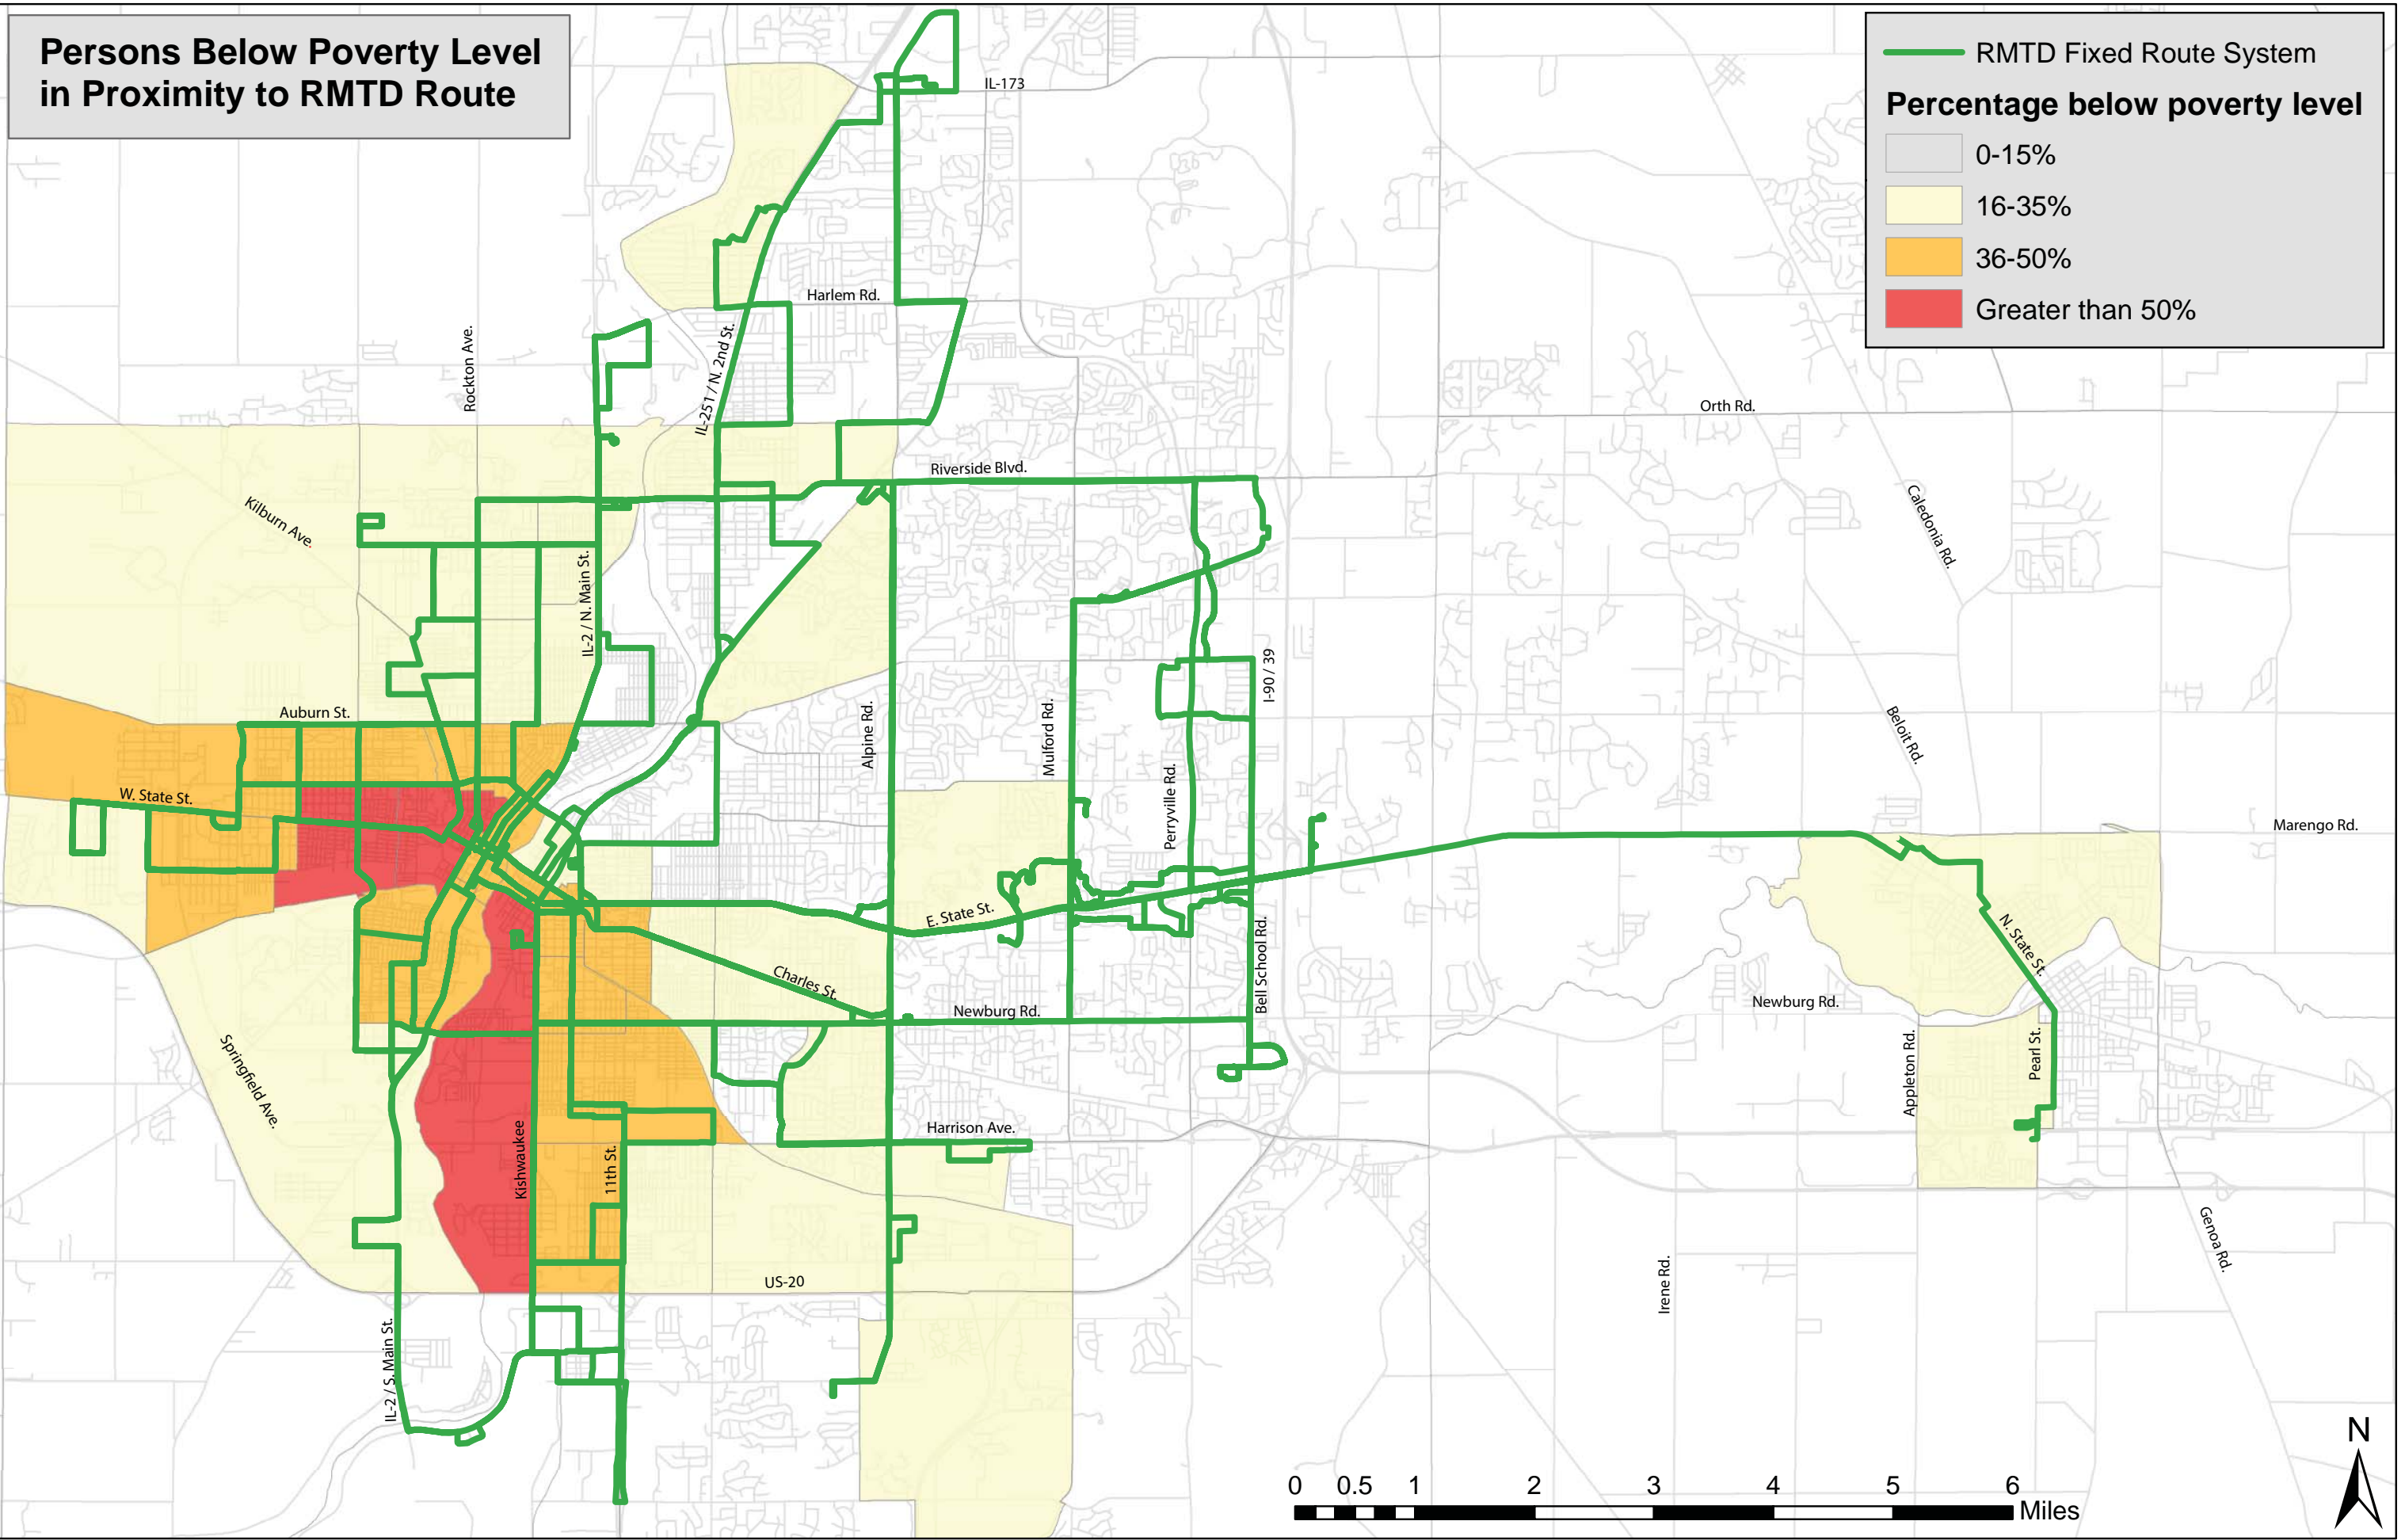 Persons Below Poverty Level
in Proximity to RMTD Route
RMTD Fixed Route System
Percentage below poverty level
0-15%
16-35%
36-50%
Greater than 50%
IL-173
Harlem Rd.
Rockton Ave.
IL-251 / N. 2nd St.
Orth Rd.
Riverside Blvd.
Kilburn Ave.
Caledonia Rd.
IL-2 / N. Main St.
I-90 / 39
Auburn St.
Alpine Rd.
Mulford Rd.
Beloit Rd.
W. State St.
Perryville Rd.
Marengo Rd.
E. State St.
N. State St.
Charles St.
Bell School Rd.
Newburg Rd.
Newburg Rd.
Springfield Ave.
Appleton Rd.
Pearl St.
Kishwaukee
11th St.
Harrison Ave.
US-20
Irene Rd.
Genoa Rd.
IL-2 / S. Main St.
N
0 0.5 1 2 3 4 5 6
Miles